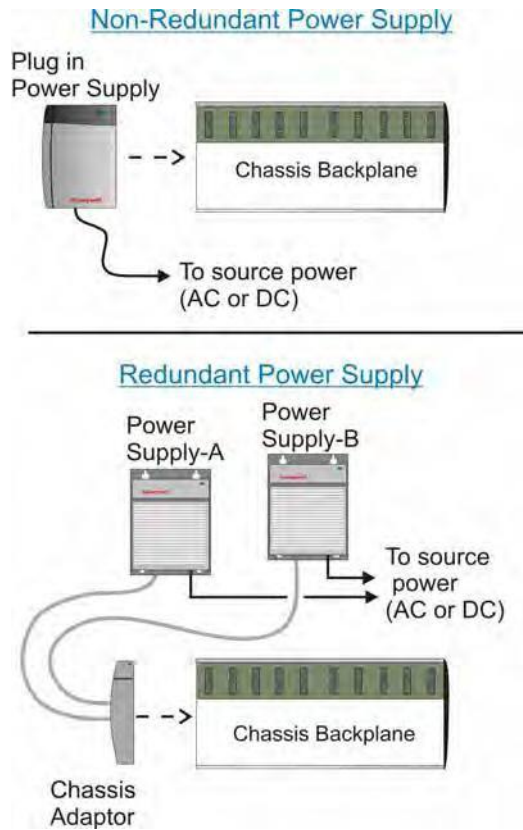 Non-Redundant Power Supply
Plug in
Power Supply
Chassis Backplane
Honeywell
To source power
(AC or DC)
Redundant Power Supply
Power
Supply-A
Power
Supply-B
To source
power
(AC or DC)
Chassis Backplane
Chassis
Adaptor